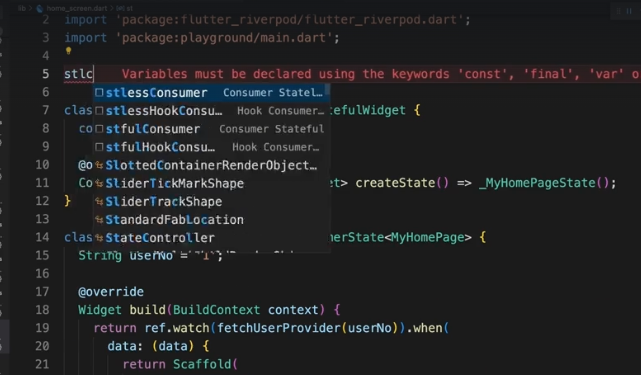 lib > home_screen.dart > st
2 import 'package:flutter_riverpod/flutter_riverpod.dart';
3 import 'package:playground/main.dart';
4
5 stlc Variables must be declared using the keywords 'const', 'final', 'var' o
6 stlessConsumer Consumer Statel…
7 clas stlessHookConsu… Hook Consumer… tefulWidget {
8 co stfulConsumer Consumer Stateful
9 stfulHookConsu… Hook Consumer…
10 @o SlottedContainerRenderObject…
11 Co SliderTickMarkShape et> createState() => _MyHomePageState();
12 } SliderTrackShape
13 StandardFabLocation
14 clas StateController merState<MyHomePage> {
15 String userNo = "1";
16
17 @override
18 Widget build(BuildContext context) {
19 return ref.watch(fetchUserProvider(userNo)).when(
20 data: (data) {
21 return Scaffold(